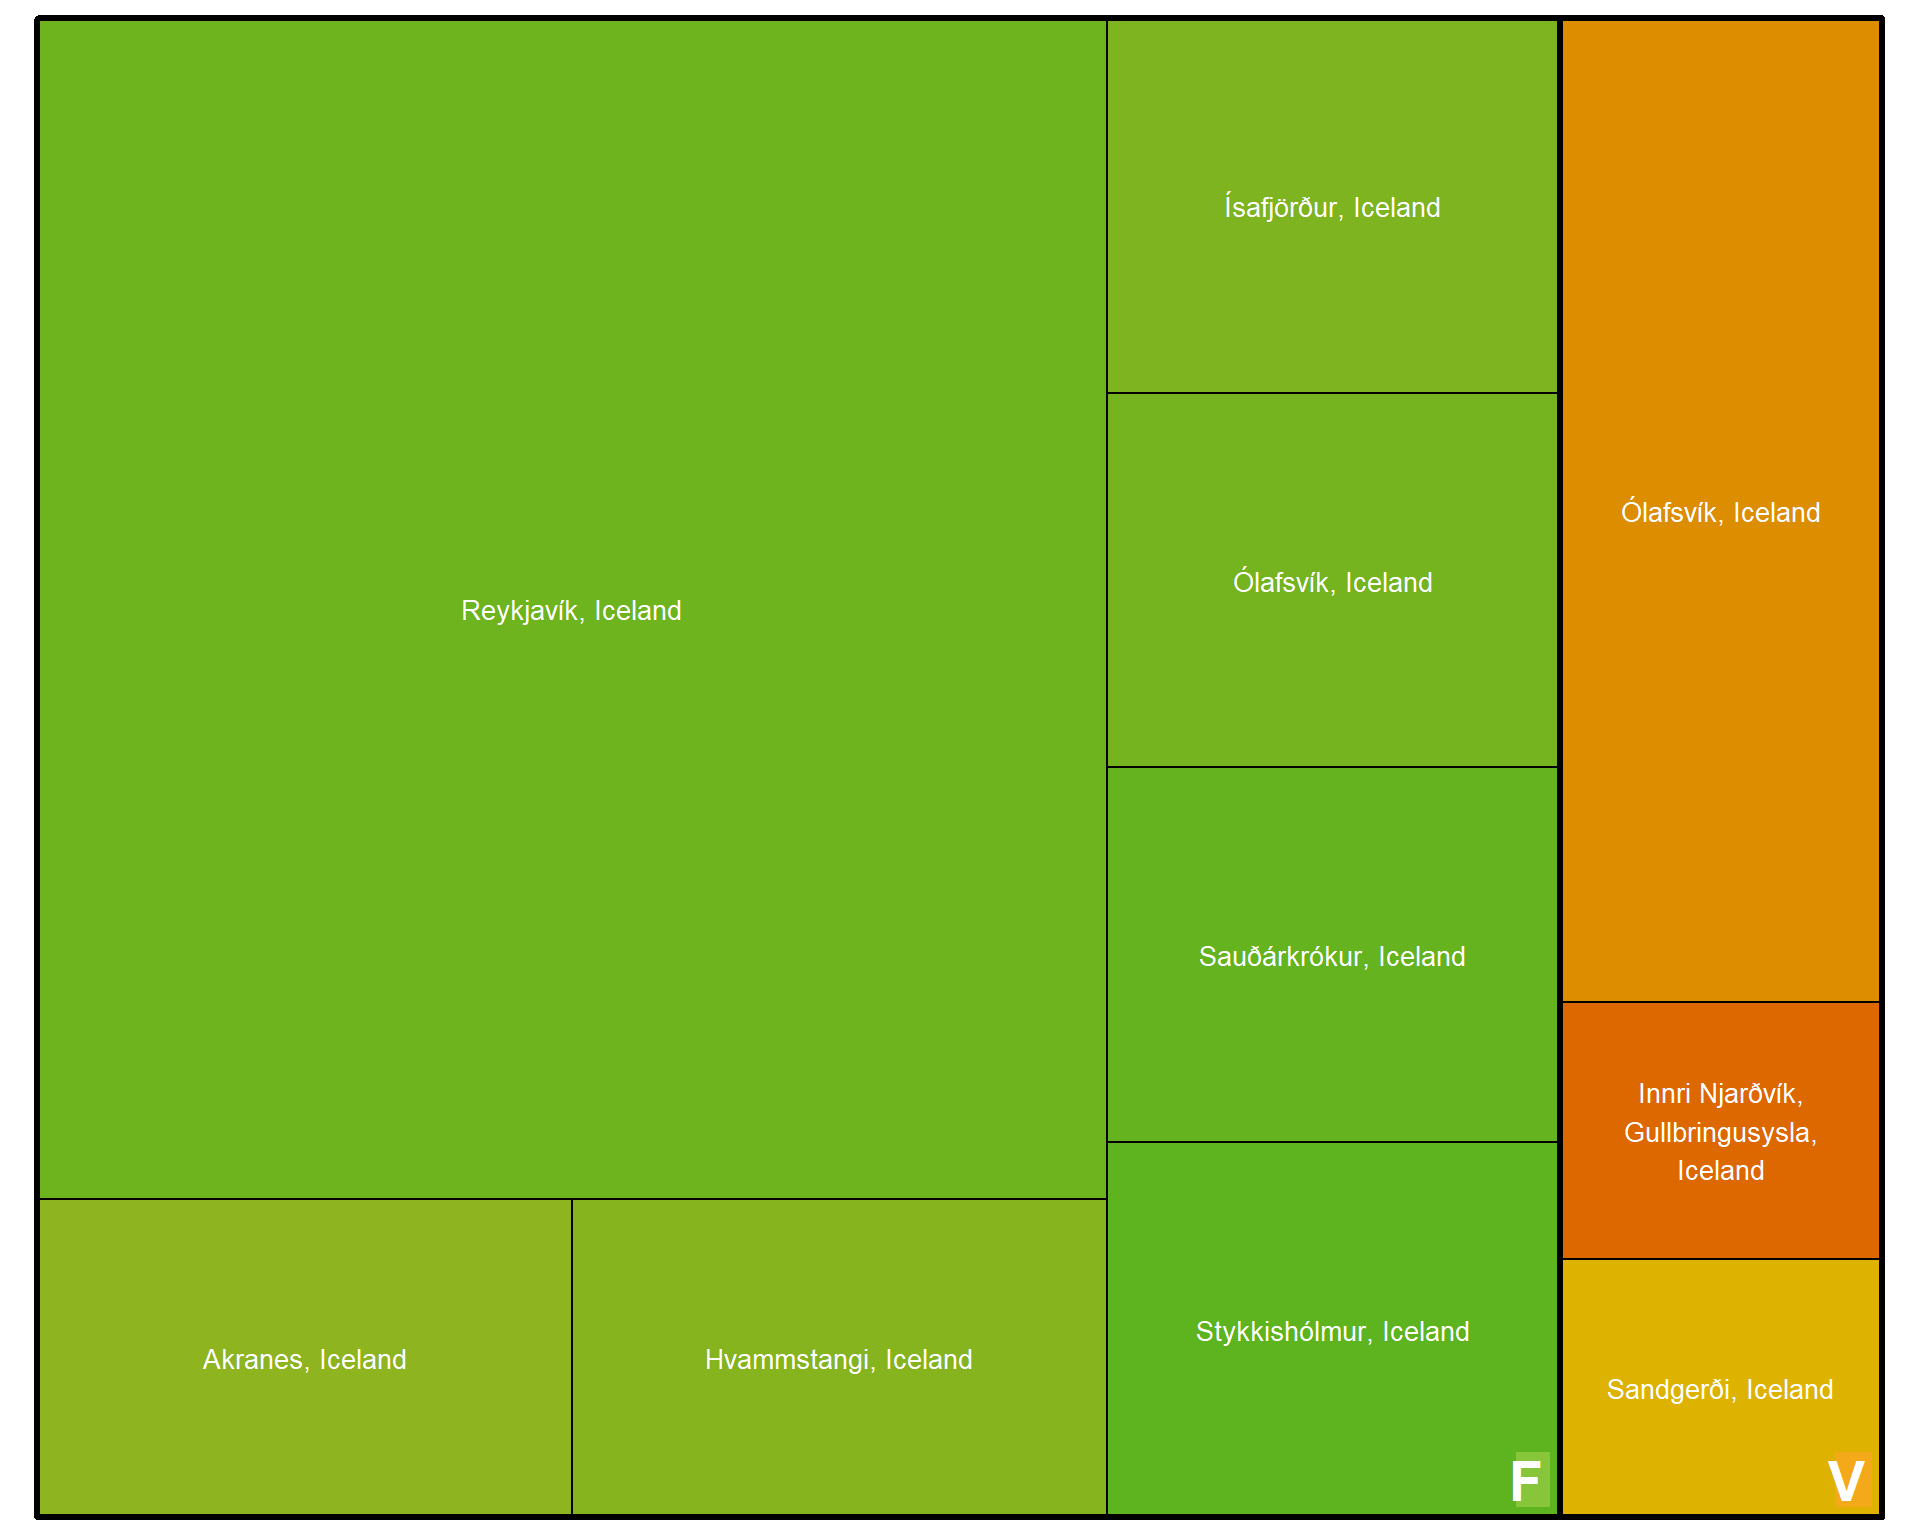 Reykjavík, Iceland
Akranes, Iceland
Hvammstangi, Iceland
Ísafjörður, Iceland
Ólafsvík, Iceland
Sauðárkrókur, Iceland
Stykkishólmur, Iceland
F
Ólafsvík, Iceland
Innri Njarðvík,
Gullbringusysla,
Iceland
Sandgerði, Iceland
V